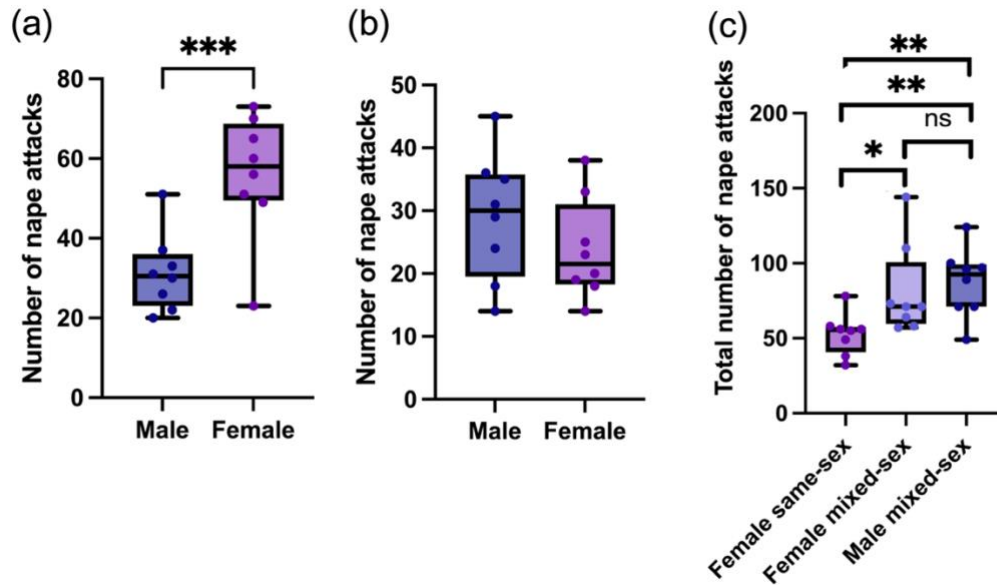 (a)
Number of nape attacks
80
60
40
20
0
***
Male
Female
(b)
Number of nape attacks
50
40
30
20
10
0
Male
Female
(c)
Total number of nape attacks
200
150
100
50
0
**
**
ns
*
Female same-sex
Female mixed-sex
Male mixed-sex